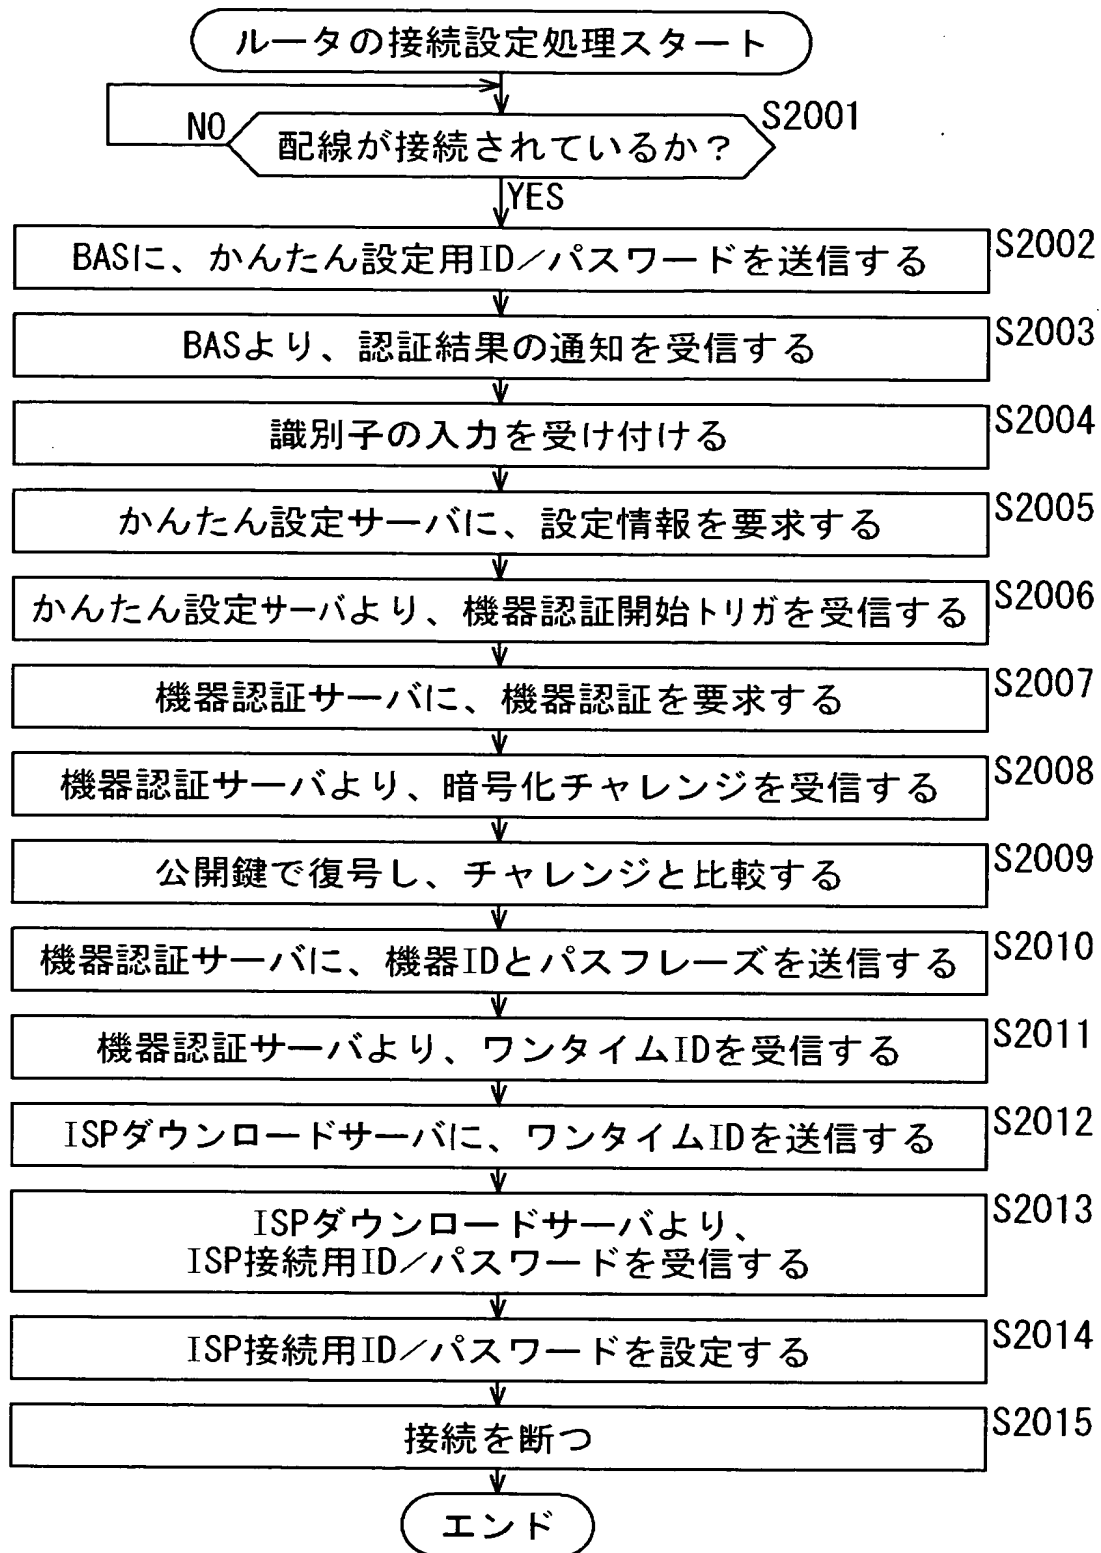 ルータの接続設定処理スタート
S2001
NO
配線が接続されているか?
YES
S2002
BASに、かんたん設定用ID/パスワードを送信する
S2003
BASより、認証結果の通知を受信する
S2004
識別子の入力を受け付ける
S2005
かんたん設定サーバに、設定情報を要求する
S2006
かんたん設定サーバより、機器認証開始トリガを受信する
S2007
機器認証サーバに、機器認証を要求する
S2008
機器認証サーバより、暗号化チャレンジを受信する
S2009
公開鍵で復号し、チャレンジと比較する
S2010
機器認証サーバに、機器IDとパスフレーズを送信する
S2011
機器認証サーバより、ワンタイムIDを受信する
S2012
ISPダウンロードサーバに、ワンタイムIDを送信する
S2013
ISPダウンロードサーバより、
ISP接続用ID/パスワードを受信する
S2014
ISP接続用ID/パスワードを設定する
S2015
接続を断つ
エンド